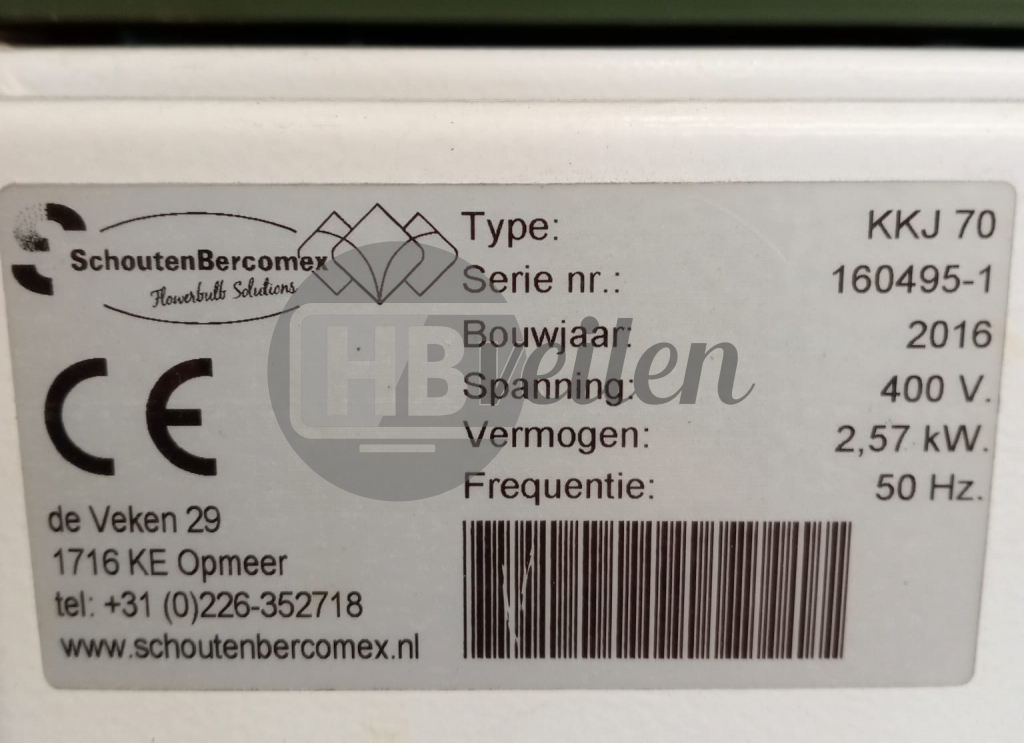 SchoutenBercomex
Flowerbulb Solutions
CE
de Veken 29
1716 KE Opmeer
tel: +31 (0)226-352718
www.schoutenbercomex.nl
Type: KKJ 70
Serie nr.: 160495-1
Bouwjaar: 2016
Spanning: 400 V.
Vermogen: 2,57 kW.
Frequentie: 50 Hz.
HBveilen